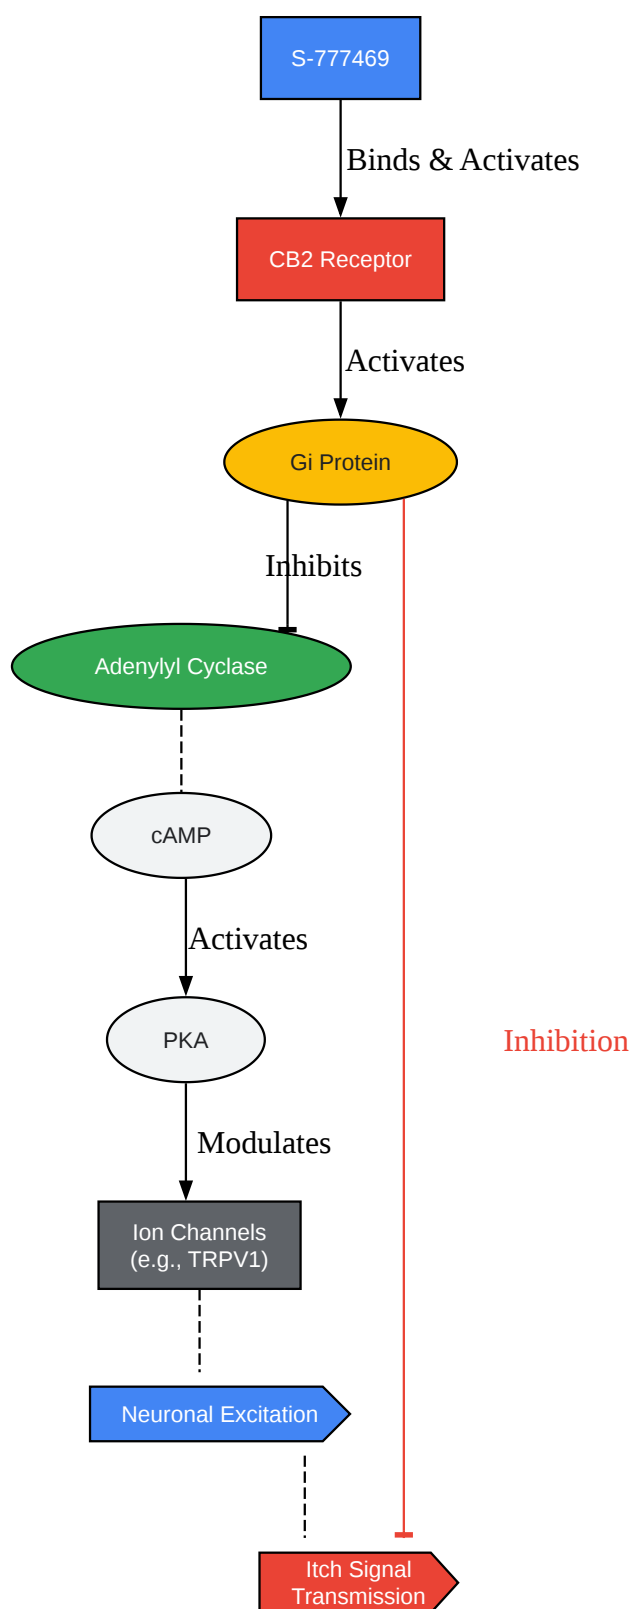 S-777469
Binds & Activates
CB2 Receptor
Activates
Gi Protein
Inhibits
Adenylyl Cyclase
cAMP
Activates
PKA
Inhibition
Modulates
Ion Channels
(e.g., TRPV1)
Neuronal Excitation
Itch Signal
Transmission